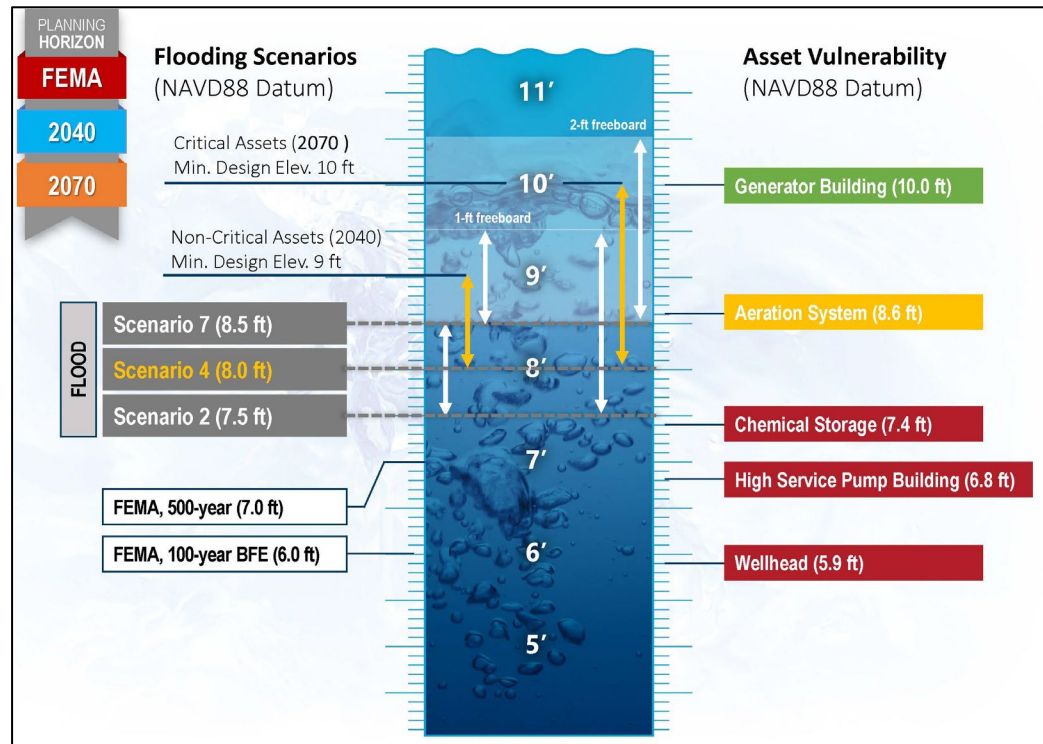 PLANNING
HORIZON
FEMA
2040
2070
Flooding Scenarios
(NAVD88 Datum)
Critical Assets (2070 )
Min. Design Elev. 10 ft
Non-Critical Assets (2040)
Min. Design Elev. 9 ft
FLOOD
Scenario 7 (8.5 ft)
Scenario 4 (8.0 ft)
Scenario 2 (7.5 ft)
FEMA, 500-year (7.0 ft)
FEMA, 100-year BFE (6.0 ft)
11′
2-ft freeboard
10′
1-ft freeboard
9′
8′
7′
6′
5′
Asset Vulnerability
(NAVD88 Datum)
Generator Building (10.0 ft)
Aeration System (8.6 ft)
Chemical Storage (7.4 ft)
High Service Pump Building (6.8 ft)
Wellhead (5.9 ft)